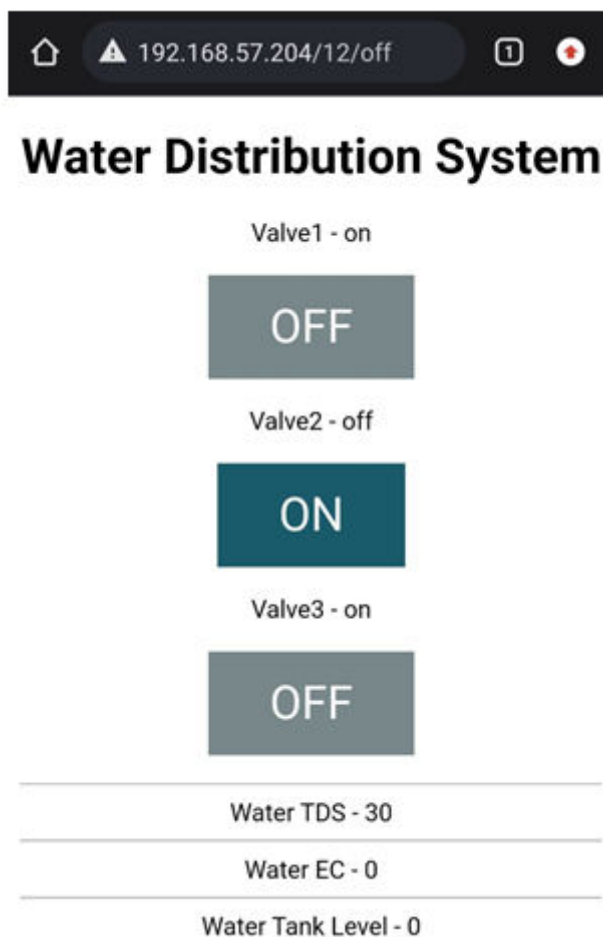 192.168.57.204/12/off
1
Water Distribution System
Valve1 - on
OFF
Valve2 - off
ON
Valve3 - on
OFF
Water TDS - 30
Water EC - 0
Water Tank Level - 0